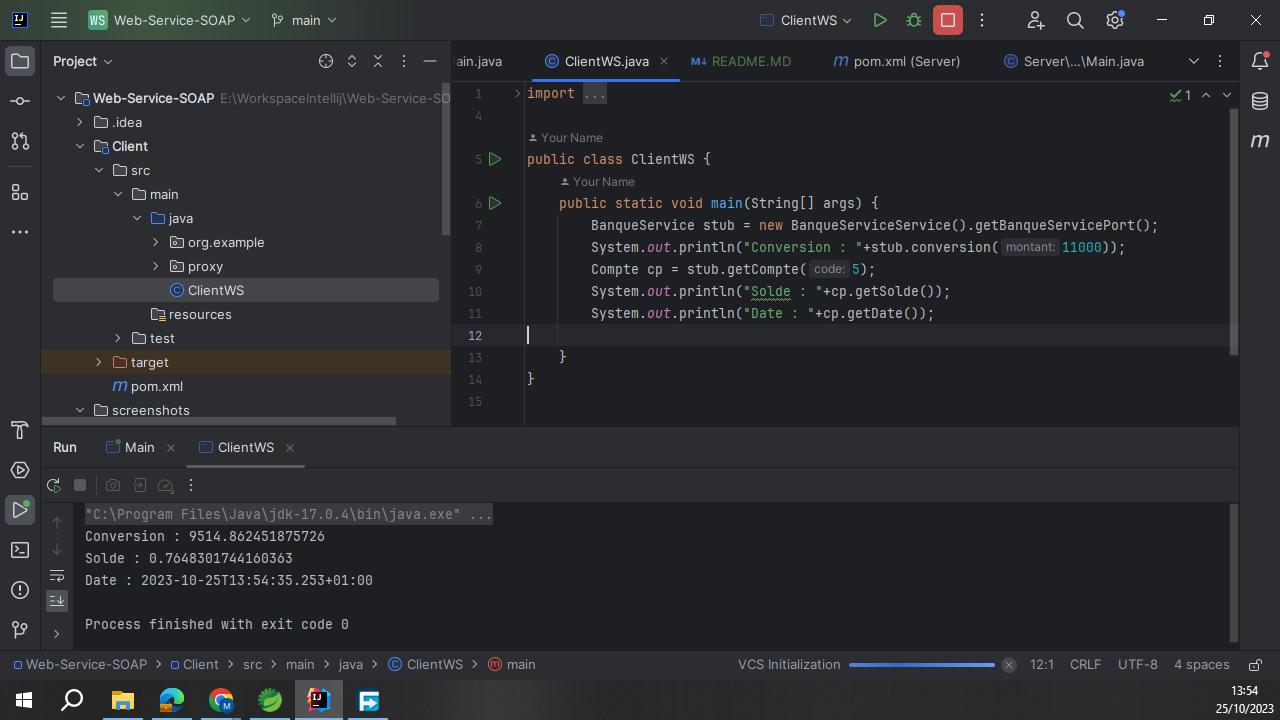 WS Web-Service-SOAP main ClientWS
Project
ain.java ClientWS.java README.MD pom.xml (Server) Server\...\Main.java
Web-Service-SOAP E:\WorkspaceIntellij\Web-Service-SO
.idea
Client
src
main
java
org.example
proxy
ClientWS
resources
test
target
pom.xml
screenshots
1 import ...
4
Your Name
5 public class ClientWS {
Your Name
6 public static void main(String[] args) {
7 BanqueService stub = new BanqueServiceService().getBanqueServicePort();
8 System.out.println("Conversion : "+stub.conversion( montant: 11000));
9 Compte cp = stub.getCompte( code: 5);
10 System.out.println("Solde : "+cp.getSolde());
11 System.out.println("Date : "+cp.getDate());
12
13 }
14 }
15
1
Run Main ClientWS
"C:\Program Files\Java\jdk-17.0.4\bin\java.exe" ...
Conversion : 9514.862451875726
Solde : 0.7648301744160363
Date : 2023-10-25T13:54:35.253+01:00
Process finished with exit code 0
Web-Service-SOAP > Client > src > main > java > ClientWS > main VCS Initialization 12:1 CRLF UTF-8 4 spaces
13:54
25/10/2023